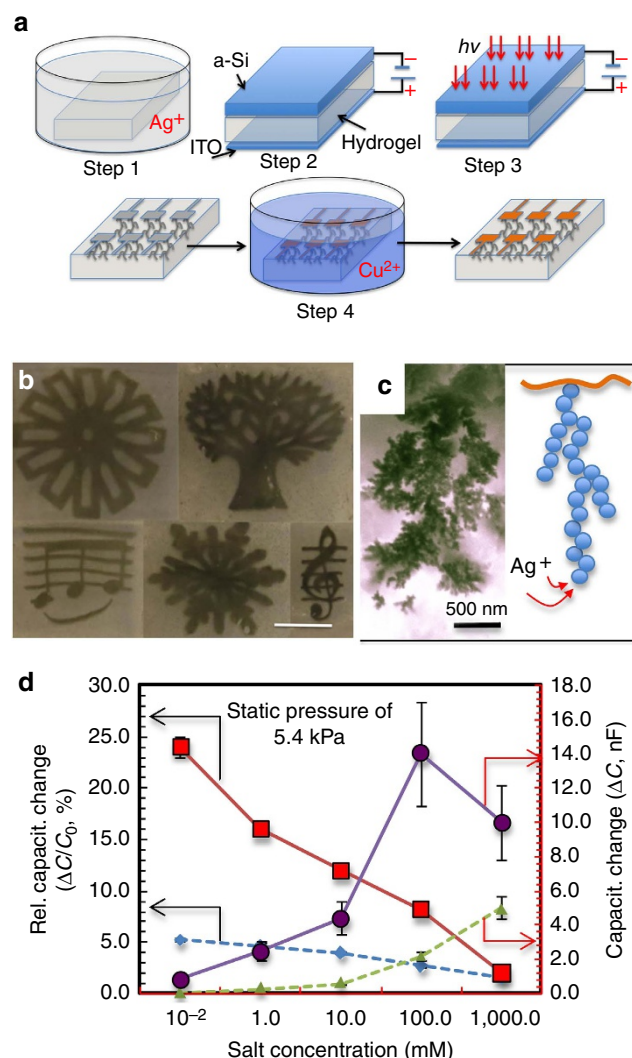 a
a-Si
−
+
hv
−
+
Ag+
Step 1
ITO
Step 2
Hydrogel
Step 3
Cu2+
Step 4
b
c
Ag+
500 nm
d
Static pressure of
5.4 kPa
Rel. capacit. change
(ΔC/C0, %)
30.0
25.0
20.0
15.0
10.0
5.0
0.0
18.0
16.0
14.0
12.0
10.0
8.0
6.0
4.0
2.0
0.0
Capacit. change (ΔC, nF)
10−2
1.0
10.0
100.0
1,000.0
Salt concentration (mM)